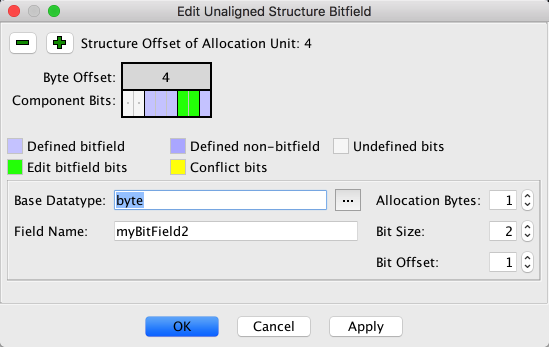 Edit Unaligned Structure Bitfield
Structure Offset of Allocation Unit: 4
Byte Offset: 4
Component Bits:
Defined bitfield Defined non-bitfield Undefined bits
Edit bitfield bits Conflict bits
Base Datatype: byte ... Allocation Bytes: 1
Field Name: myBitField2 Bit Size: 2
Bit Offset: 1
OK Cancel Apply